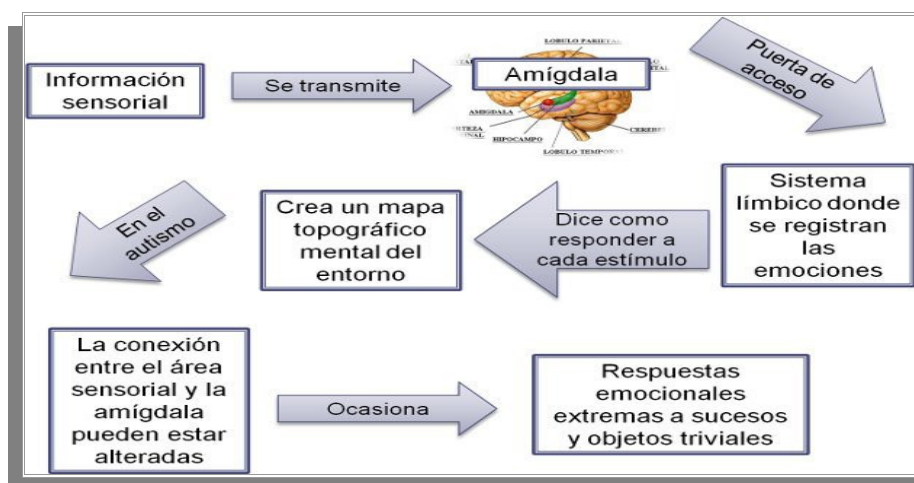 Información
sensorial
Se transmite
LOBULO PARIETAL
Amígdala
AMIGDALA
HIPOCAMPO
LOBULO TEMPORA
CEREBE
Puerta de
acceso
Sistema
límbico donde
se registran
las
emociones
Dice como
responder a
cada estímulo
Crea un mapa
topográfico
mental del
entorno
En el
autismo
La conexión
entre el área
sensorial y la
amígdala
pueden estar
alteradas
Ocasiona
Respuestas
emocionales
extremas a sucesos
y objetos triviales